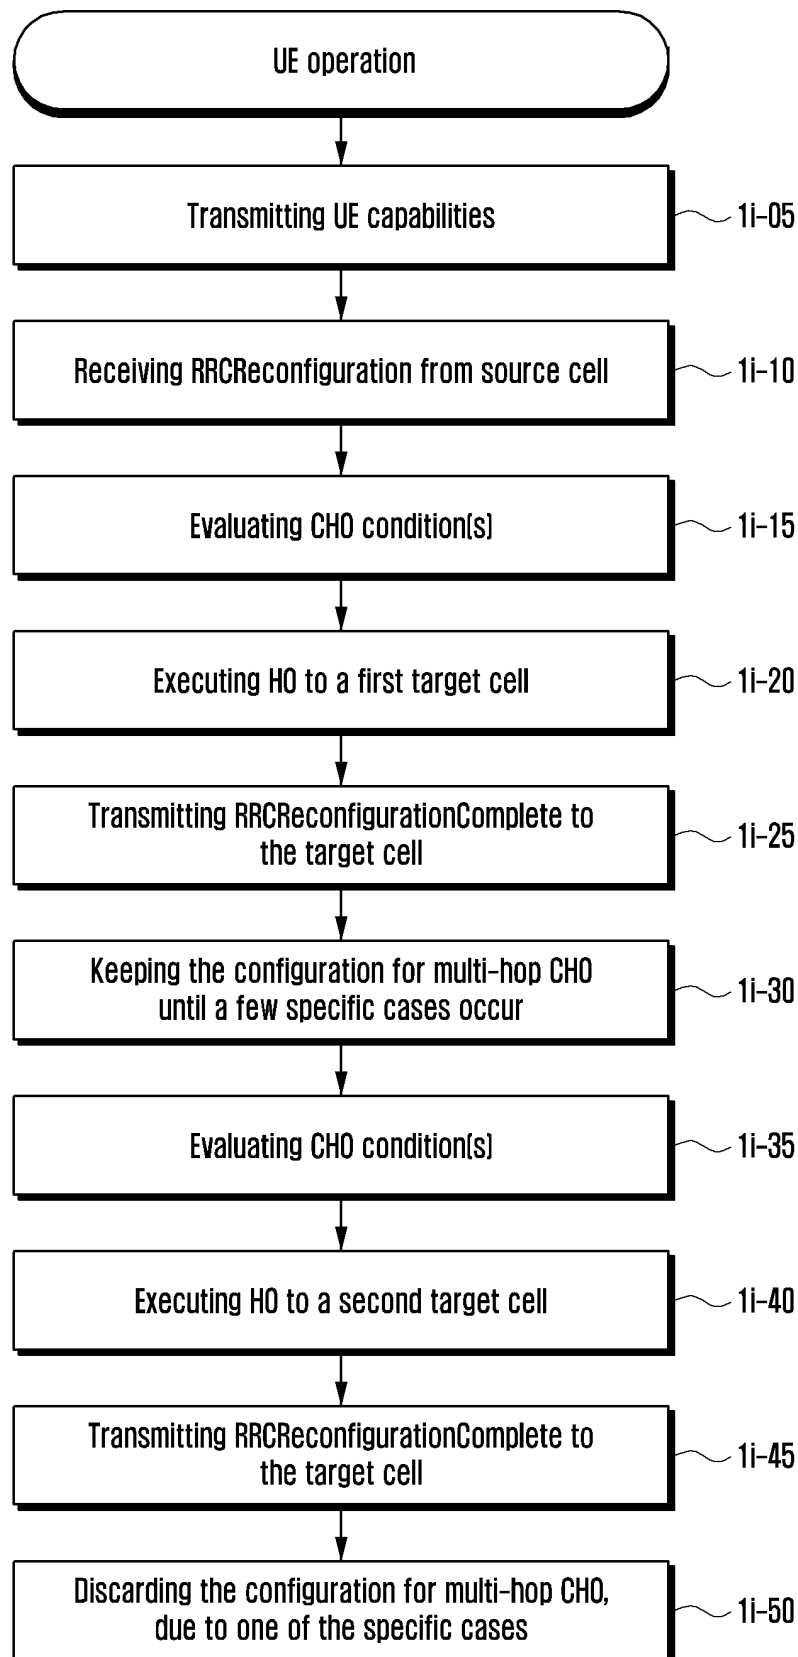 UE operation
Transmitting UE capabilities
1i-05
Receiving RRCReconfiguration from source cell
1i-10
Evaluating CHO condition(s)
1i-15
Executing HO to a first target cell
1i-20
Transmitting RRCReconfigurationComplete to
the target cell
1i-25
Keeping the configuration for multi-hop CHO
until a few specific cases occur
1i-30
Evaluating CHO condition(s)
1i-35
Executing HO to a second target cell
1i-40
Transmitting RRCReconfigurationComplete to
the target cell
1i-45
Discarding the configuration for multi-hop CHO,
due to one of the specific cases
1i-50